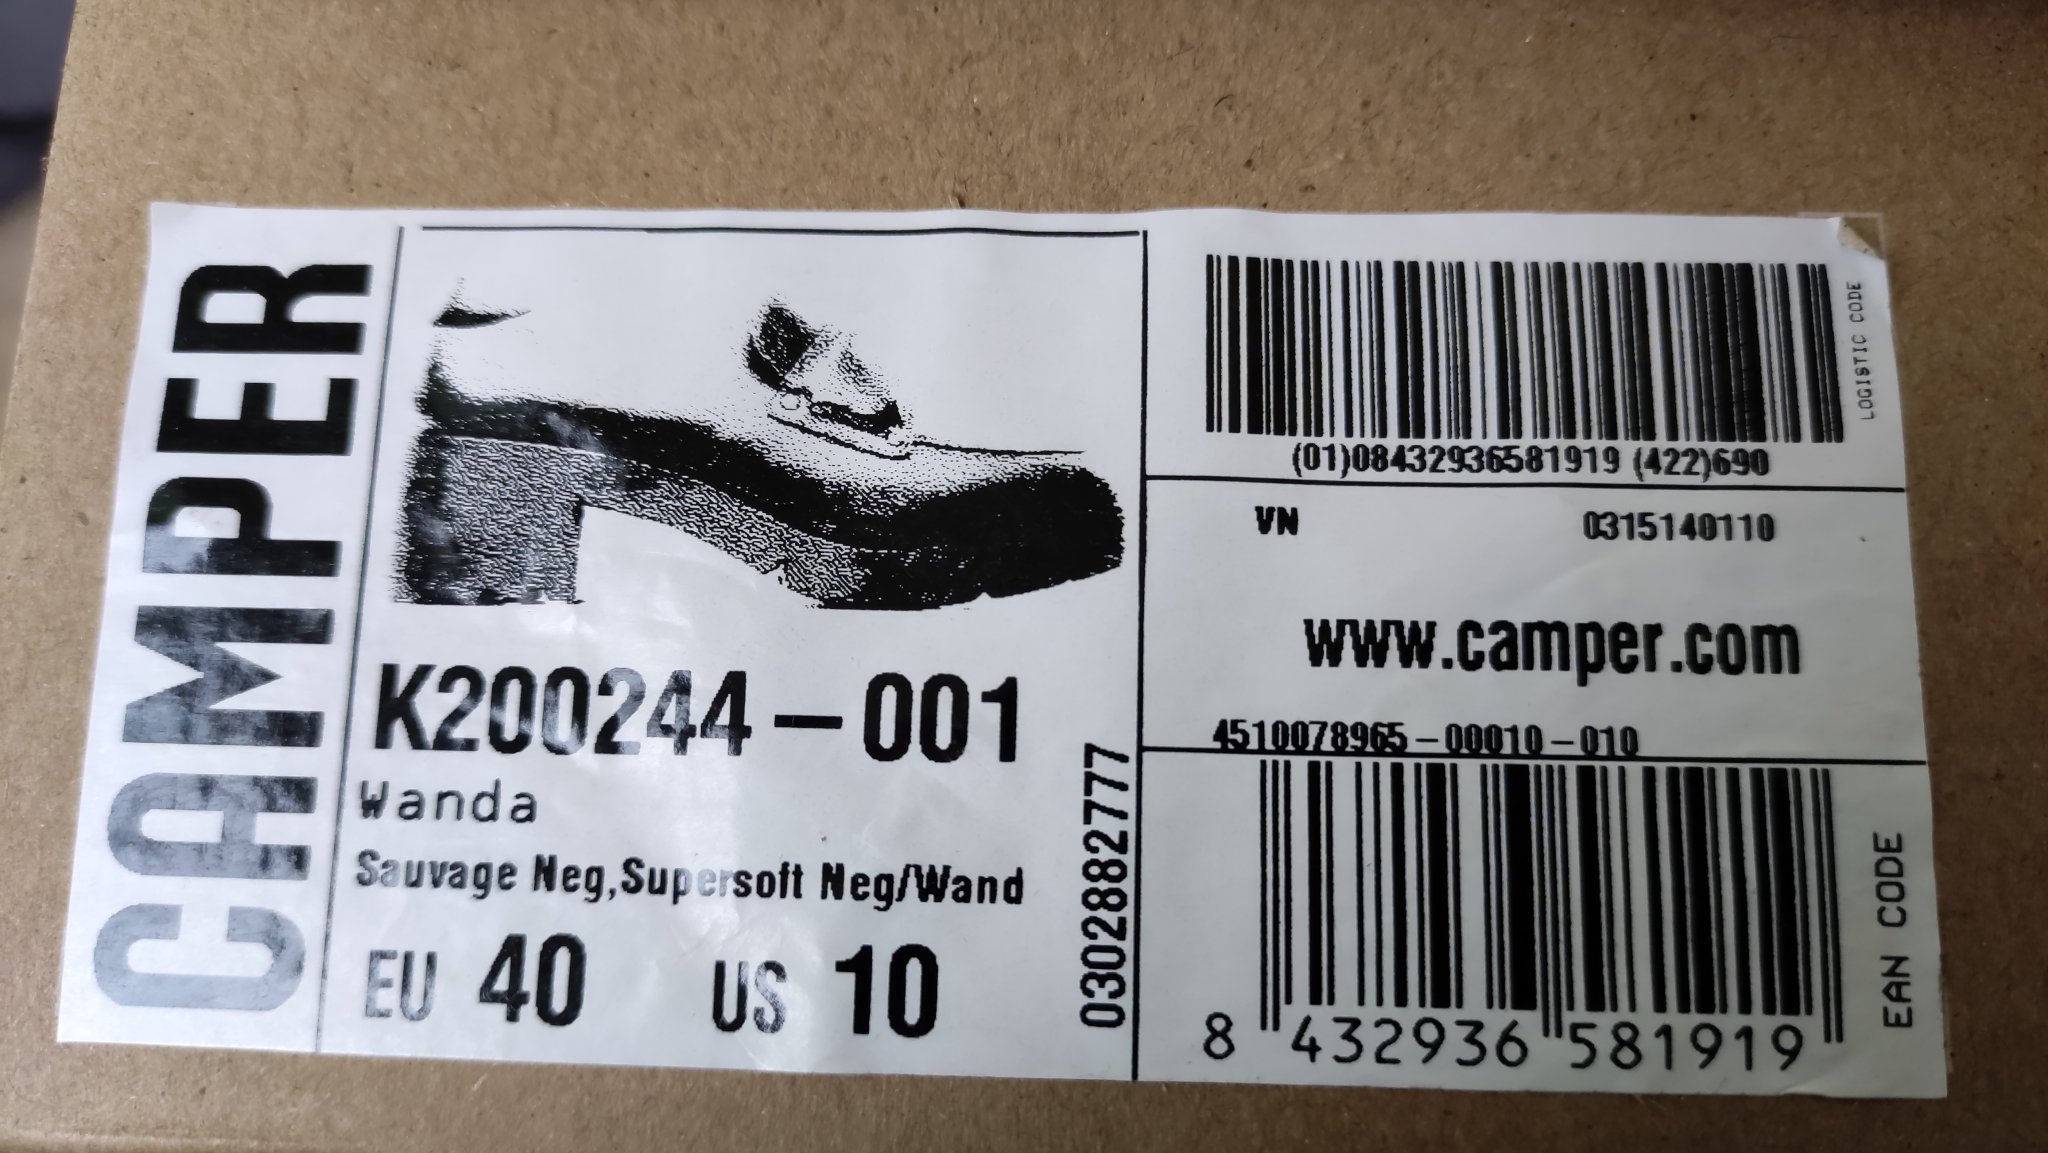 CAMPER
K200244-001
Wanda
Sauvage Neg,Supersoft Neg/Wand
EU 40 US 10
0302882777
LOGISTIC CODE
(01)08432936581919 (422)690
VN 0315140110
www.camper.com
4510078965-00010-010
8 432936 581919
EAN CODE